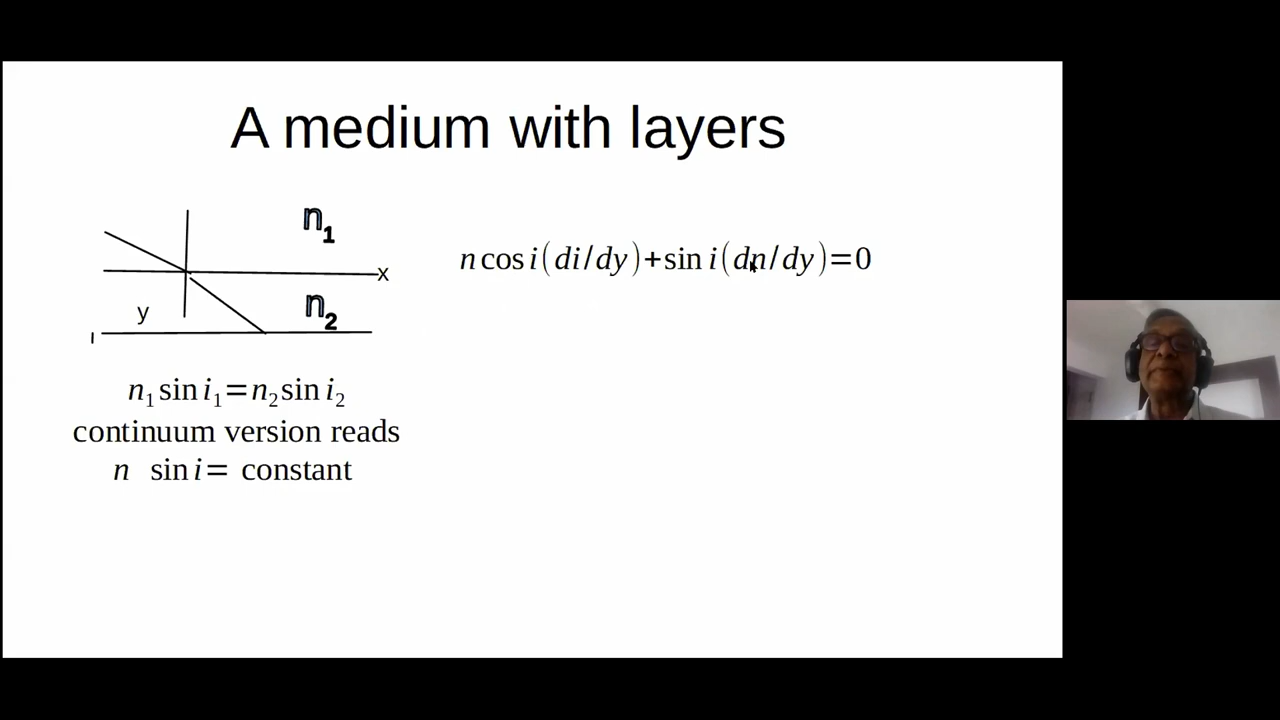 A medium with layers
n₁
x
n₂
y
n₁ sin i₁=n₂ sin i₂
continuum version reads
n sin i= constant
n cos i(di/dy)+sin i(dn/dy)=0